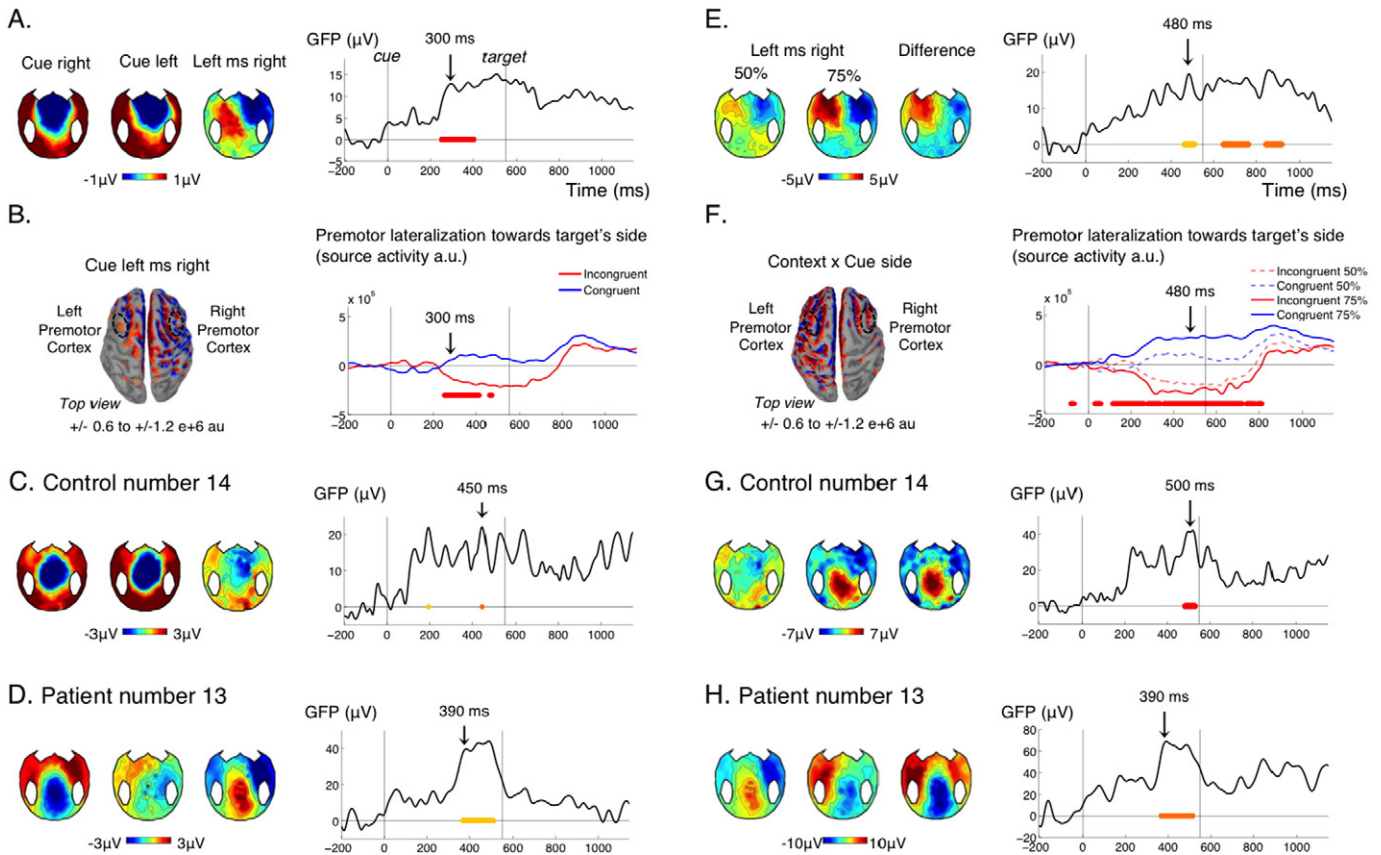 A.
Cue right
Cue left
Left ms right
-1µV
1µV
GFP (µV)
cue
300 ms
target
15
10
5
0
−5
−200
0
200
400
600
800
1000
Time (ms)
B.
Cue left ms right
Left
Premotor
Cortex
Right
Premotor
Cortex
Top view
+/- 0.6 to +/-1.2 e+6 au
Premotor lateralization towards target's side
(source activity a.u.)
Incongruent
Congruent
x 10⁵
300 ms
5
0
−5
−200
0
200
400
600
800
1000
C. Control number 14
-3µV
3µV
GFP (µV)
450 ms
20
10
0
−200
0
200
400
600
800
1000
D. Patient number 13
-3µV
3µV
GFP (µV)
390 ms
40
20
0
−200
0
200
400
600
800
1000
E.
Left ms right
Difference
50%
75%
-5µV
5µV
GFP (µV)
480 ms
20
10
0
−200
0
200
400
600
800
1000
Time (ms)
F.
Context x Cue side
Left
Premotor
Cortex
Right
Premotor
Cortex
Top view
+/- 0.6 to +/-1.2 e+6 au
Premotor lateralization towards target's side
(source activity a.u.)
Incongruent 50%
Congruent 50%
Incongruent 75%
Congruent 75%
x 10⁵
480 ms
5
0
−5
−200
0
200
400
600
800
1000
G. Control number 14
-7µV
7µV
GFP (µV)
500 ms
40
20
0
−200
0
200
400
600
800
1000
H. Patient number 13
-10µV
10µV
GFP (µV)
390 ms
80
60
40
20
0
−20
−200
0
200
400
600
800
1000